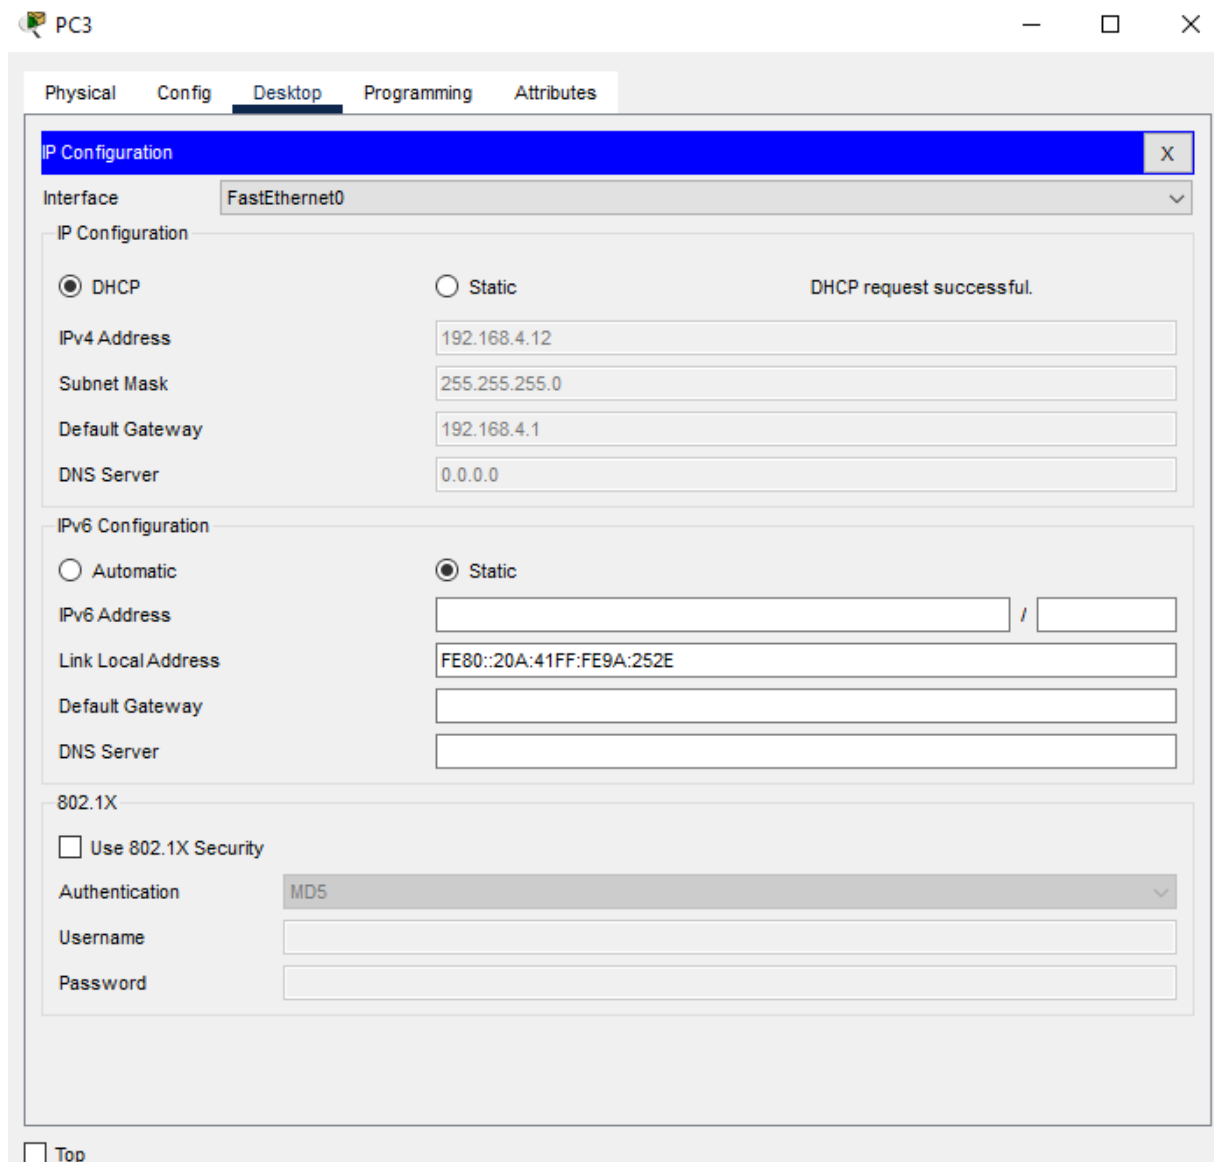 PC3
Physical Config Desktop Programming Attributes
IP Configuration X
Interface FastEthernet0
IP Configuration
DHCP Static DHCP request successful.
IPv4 Address 192.168.4.12
Subnet Mask 255.255.255.0
Default Gateway 192.168.4.1
DNS Server 0.0.0.0
IPv6 Configuration
Automatic Static
IPv6 Address /
Link Local Address FE80::20A:41FF:FE9A:252E
Default Gateway
DNS Server
802.1X
Use 802.1X Security
Authentication MD5
Username
Password
Top